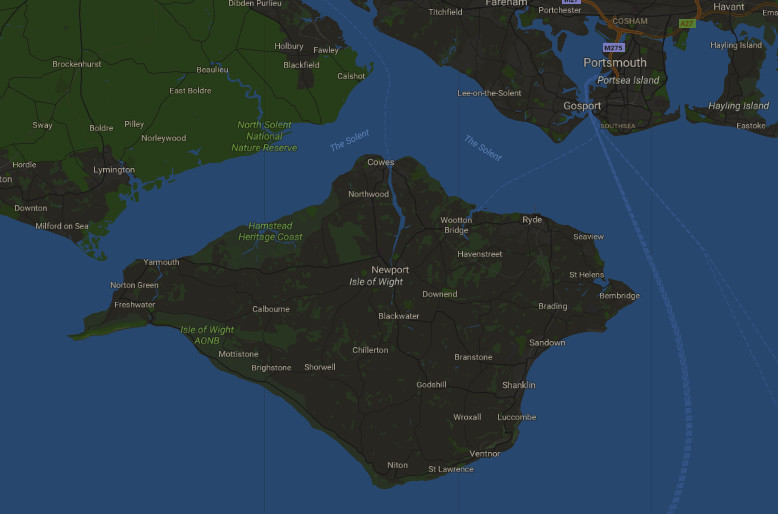 Dibden Purlieu
Titchfield
Fareham
M27
Portchester
COSHAM
A27
Havant
Holbury
Fawley
Blackfield
Calshot
M275
Portsmouth
Portsea Island
Hayling Island
Brockenhurst
Beaulieu
East Boldre
Lee-on-the-Solent
Gosport
Hayling Island
SOUTHSEA
Eastoke
Sway
Boldre
Pilley
Norleywood
North Solent
National
Nature Reserve
The Solent
The Solent
Hordle
Lymington
Cowes
Northwood
Downton
Milford on Sea
Hamstead
Heritage Coast
Wootton
Bridge
Ryde
Seaview
Havenstreet
Yarmouth
Newport
Isle of Wight
St Helens
Norton Green
Freshwater
Calbourne
Downend
Bembridge
Brading
Blackwater
Isle of Wight
AONB
Sandown
Mottistone
Chillerton
Branstone
Brighstone
Shorwell
Godshill
Shanklin
Wroxall
Luccombe
Ventnor
Niton
St Lawrence